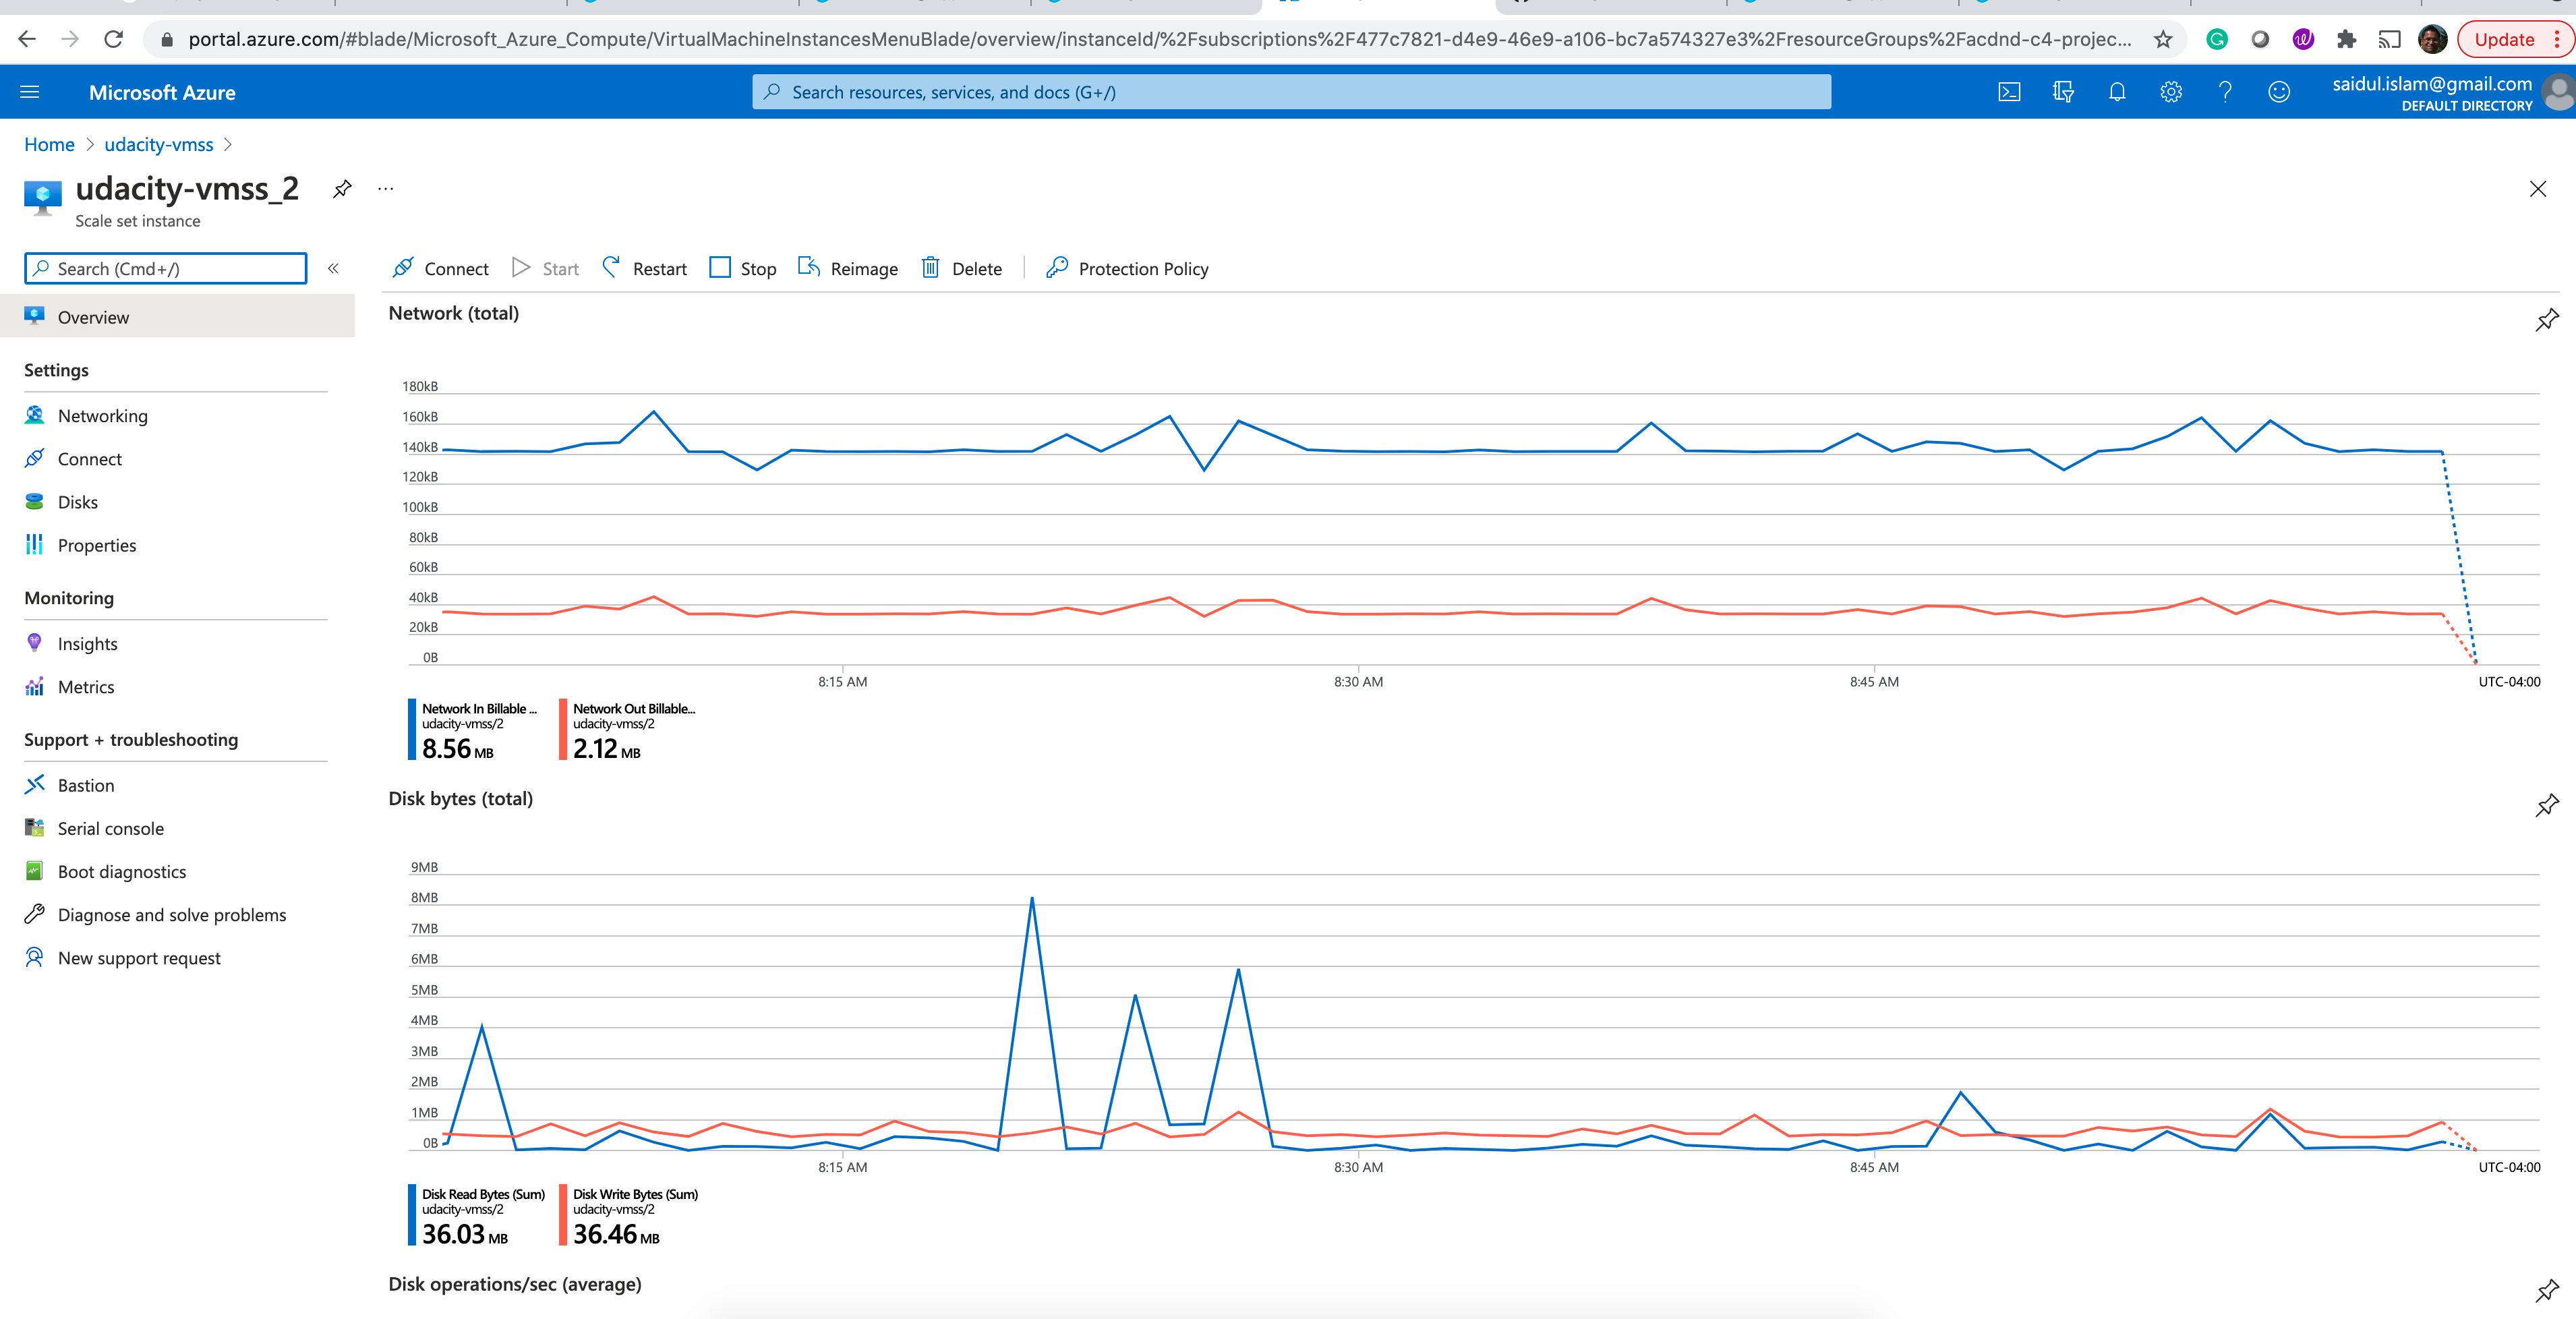 portal.azure.com/#blade/Microsoft_Azure_Compute/VirtualMachineInstancesMenuBlade/overview/instanceId/%2Fsubscriptions%2F477c7821-d4e9-46e9-a106-bc7a574327e3%2FresourceGroups%2Facdnd-c4-projec...
Update
Microsoft Azure
Search resources, services, and docs (G+/)
saidul.islam@gmail.com
DEFAULT DIRECTORY
Home > udacity-vmss >
udacity-vmss_2
...
Scale set instance
Search (Cmd+/)
«
Connect
Start
Restart
Stop
Reimage
Delete
Protection Policy
Overview
Settings
Networking
Connect
Disks
Properties
Monitoring
Insights
Metrics
Support + troubleshooting
Bastion
Serial console
Boot diagnostics
Diagnose and solve problems
New support request
Network (total)
180kB
160kB
140kB
120kB
100kB
80kB
60kB
40kB
20kB
0B
8:15 AM
8:30 AM
8:45 AM
UTC-04:00
Network In Billable ...
udacity-vmss/2
8.56 MB
Network Out Billable...
udacity-vmss/2
2.12 MB
Disk bytes (total)
9MB
8MB
7MB
6MB
5MB
4MB
3MB
2MB
1MB
0B
8:15 AM
8:30 AM
8:45 AM
UTC-04:00
Disk Read Bytes (Sum)
udacity-vmss/2
36.03 MB
Disk Write Bytes (Sum)
udacity-vmss/2
36.46 MB
Disk operations/sec (average)